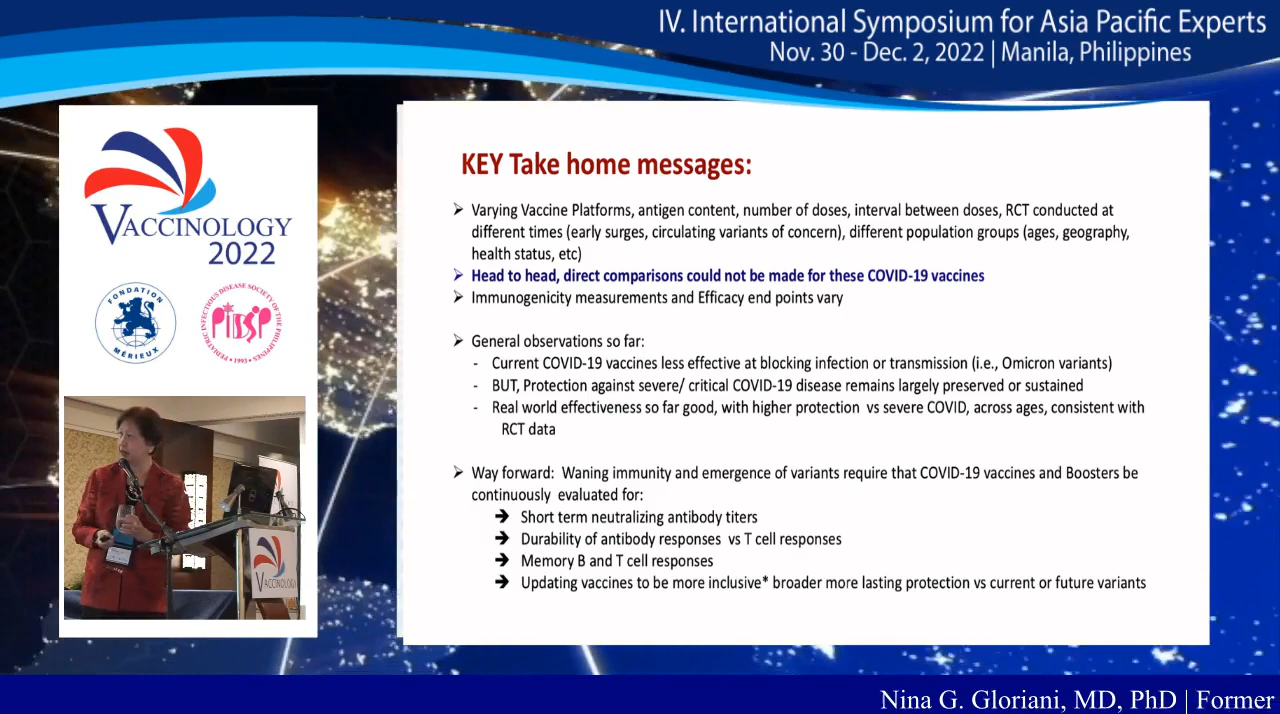 IV. International Symposium for Asia Pacific Experts
Nov. 30 - Dec. 2, 2022 | Manila, Philippines
VACCINOLOGY
2022
FONDATION
MÉRIEUX
PEDIATRIC INFECTIOUS DISEASE SOCIETY OF THE PHILIPPINES
PIDSP
• 1993 •
KEY Take home messages:
➢ Varying Vaccine Platforms, antigen content, number of doses, interval between doses, RCT conducted at
different times (early surges, circulating variants of concern), different population groups (ages, geography,
health status, etc)
➢ Head to head, direct comparisons could not be made for these COVID-19 vaccines
➢ Immunogenicity measurements and Efficacy end points vary
➢ General observations so far:
- Current COVID-19 vaccines less effective at blocking infection or transmission (i.e., Omicron variants)
- BUT, Protection against severe/ critical COVID-19 disease remains largely preserved or sustained
- Real world effectiveness so far good, with higher protection vs severe COVID, across ages, consistent with
RCT data
➢ Way forward: Waning immunity and emergence of variants require that COVID-19 vaccines and Boosters be
continuously evaluated for:
➔ Short term neutralizing antibody titers
➔ Durability of antibody responses vs T cell responses
➔ Memory B and T cell responses
➔ Updating vaccines to be more inclusive* broader more lasting protection vs current or future variants
VACCINOLOGY
Nina G. Gloriani, MD, PhD | Former